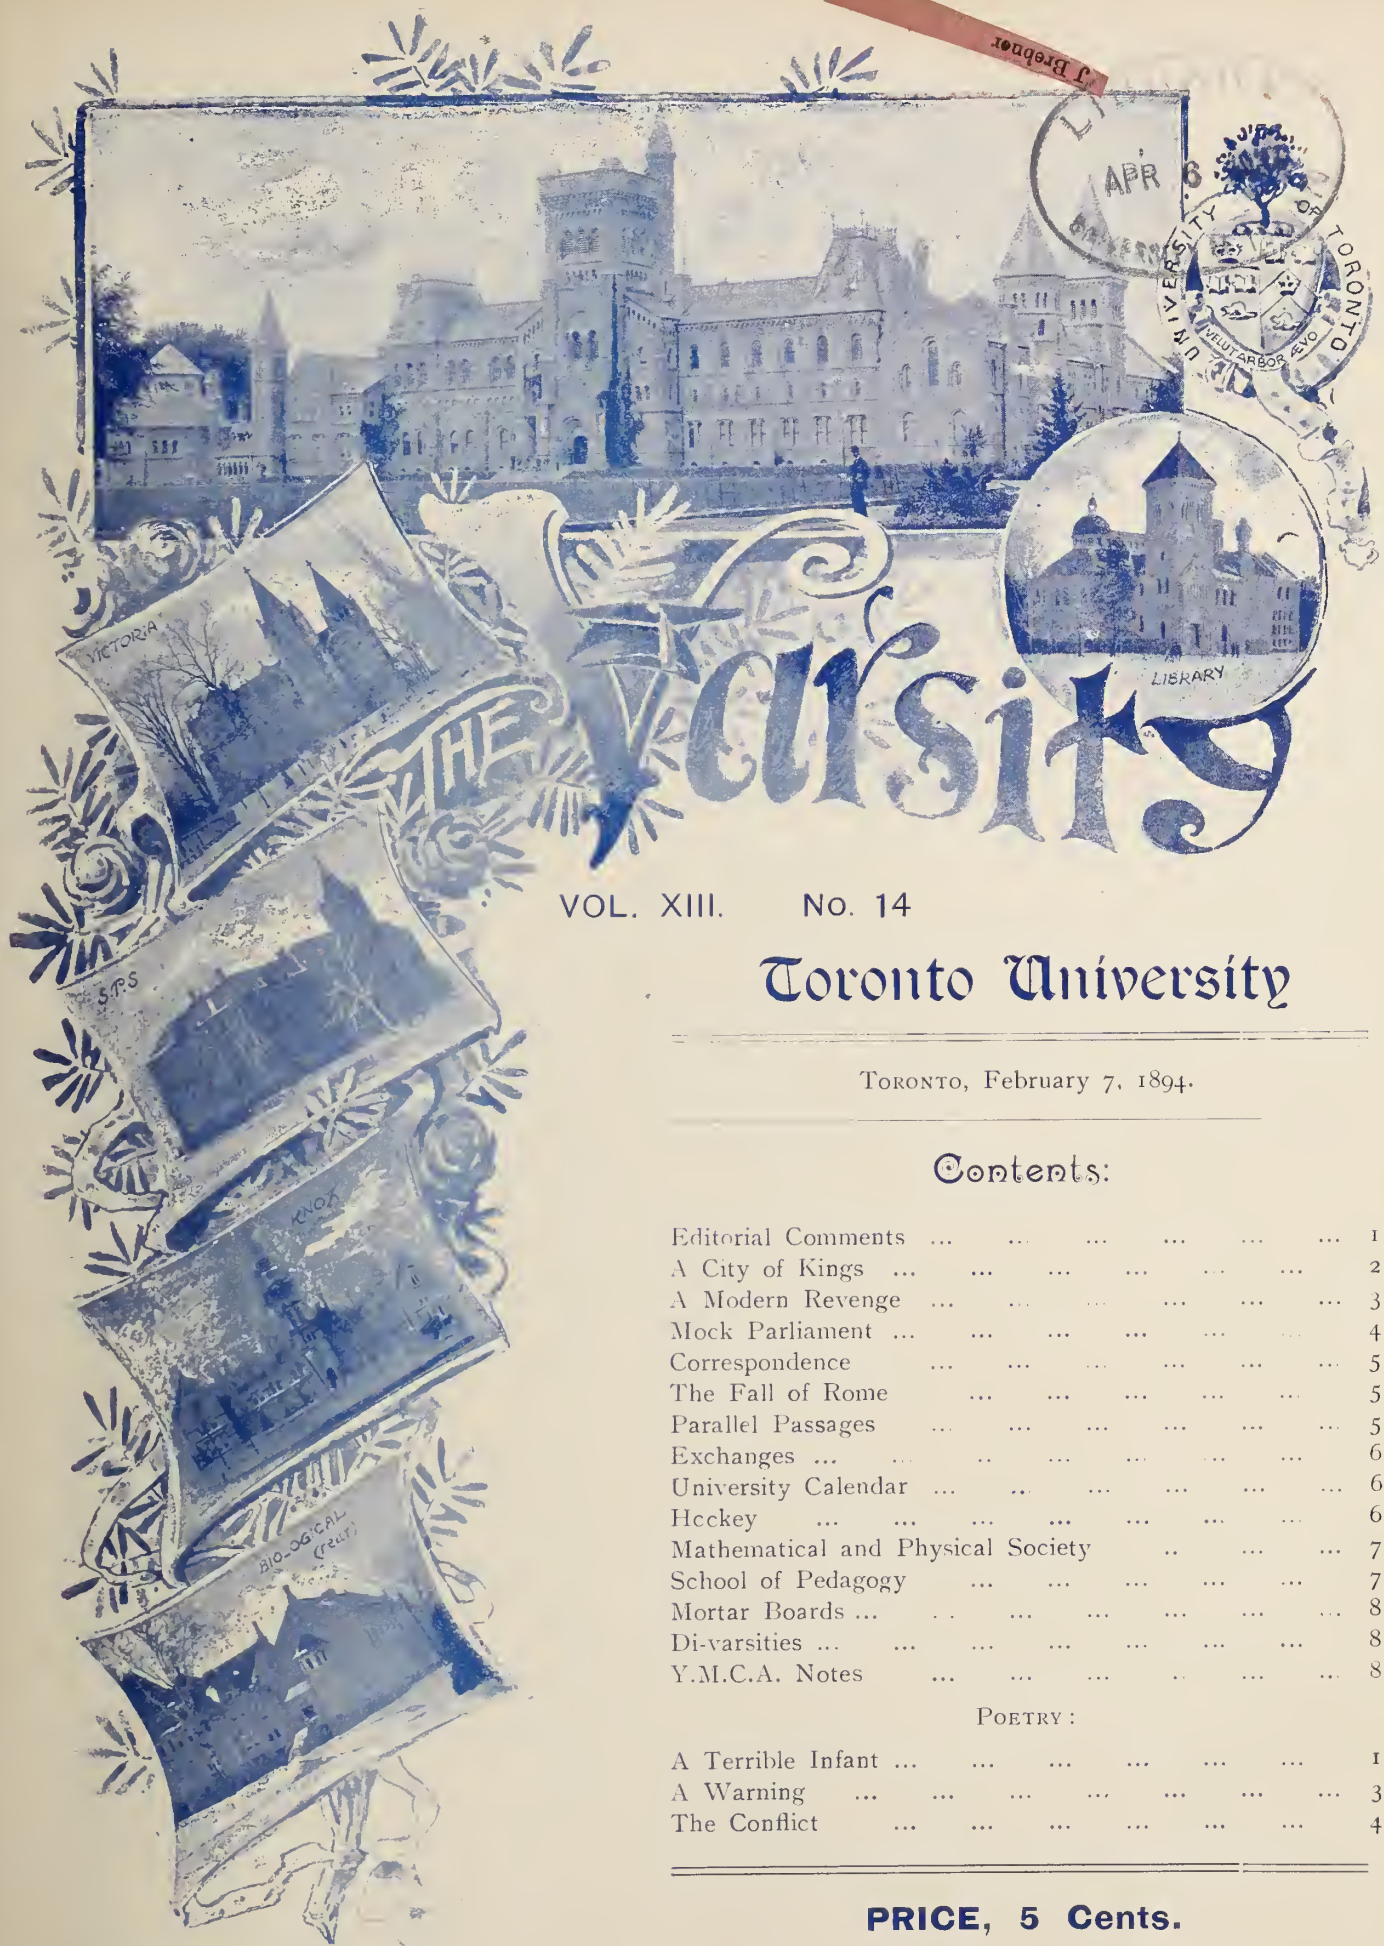 J Brebner
APR 6
UNIVERSITY OF TORONTO
VELUT ARBOR ÆVO
VICTORIA
LIBRARY
THE Varsity
S.P.S
KNOX
BIOLOGICAL
(rear)
VOL. XIII. No. 14
Toronto University
TORONTO, February 7, 1894.
Contents:
Editorial Comments ... ... ... ... ... ... 1
A City of Kings ... ... ... ... ... ... 2
A Modern Revenge ... ... ... ... ... ... 3
Mock Parliament ... ... ... ... ... ... 4
Correspondence ... ... ... ... ... ... 5
The Fall of Rome ... ... ... ... ... 5
Parallel Passages ... ... ... ... ... ... 5
Exchanges ... ... ... ... ... ... ... 6
University Calendar ... ... ... ... ... ... 6
Hcckey ... ... ... ... ... ... ... 6
Mathematical and Physical Society ... ... ... 7
School of Pedagogy ... ... ... ... ... 7
Mortar Boards ... ... ... ... ... ... ... 8
Di-varsities ... ... ... ... ... ... ... 8
Y.M.C.A. Notes ... ... ... ... ... ... 8
POETRY :
A Terrible Infant ... ... ... ... ... ... 1
A Warning ... ... ... ... ... ... ... 3
The Conflict ... ... ... ... ... ... 4
PRICE, 5 Cents.